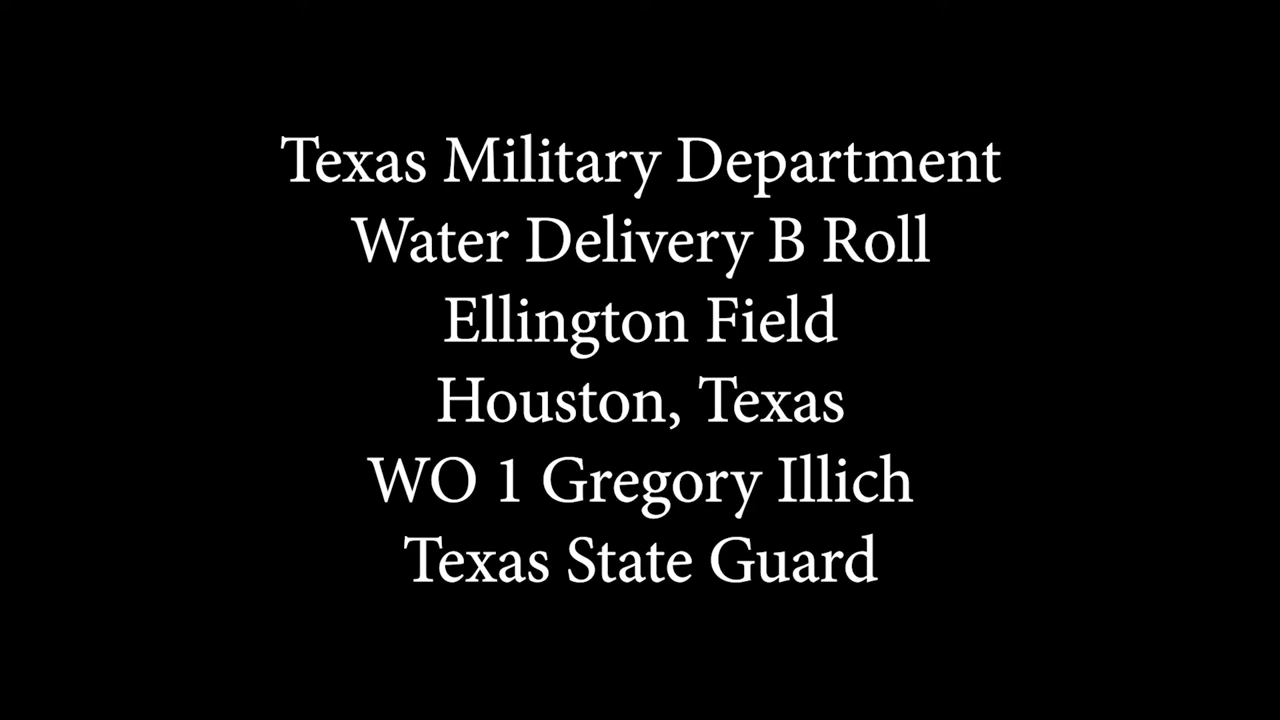 Texas Military Department
Water Delivery B Roll
Ellington Field
Houston, Texas
WO 1 Gregory Illich
Texas State Guard